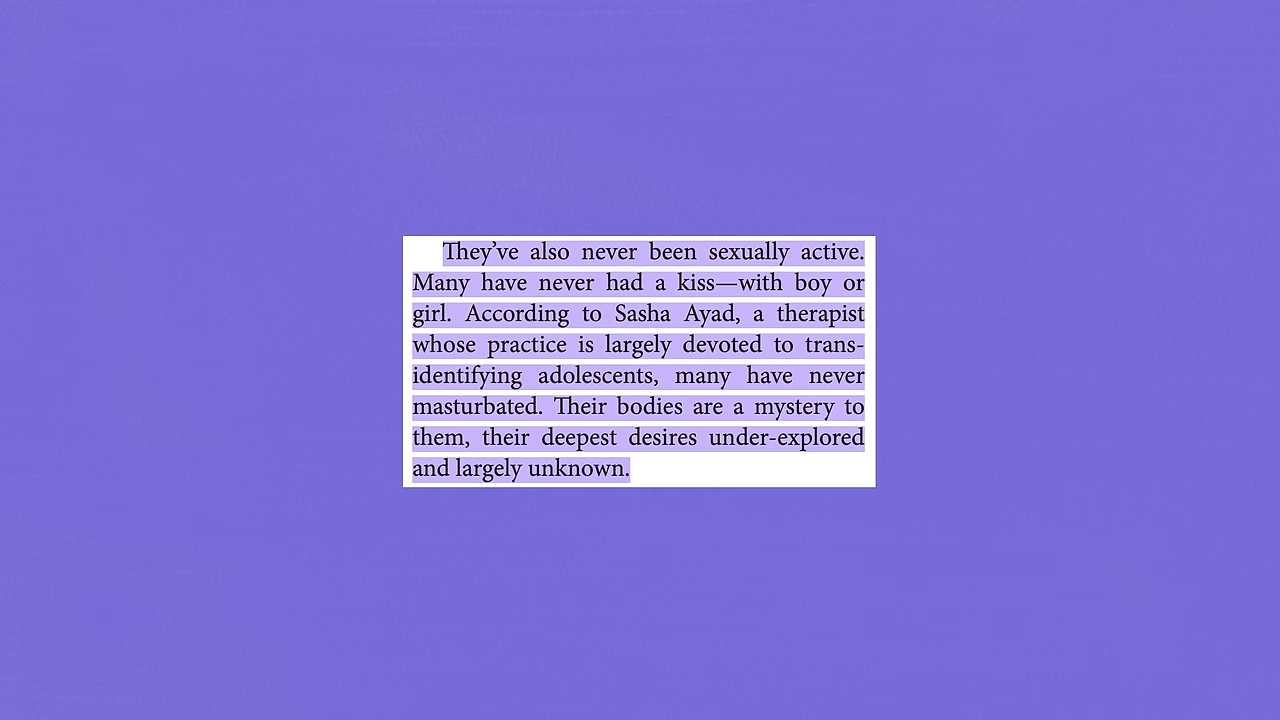 They’ve also never been sexually active.
Many have never had a kiss—with boy or
girl. According to Sasha Ayad, a therapist
whose practice is largely devoted to trans-
identifying adolescents, many have never
masturbated. Their bodies are a mystery to
them, their deepest desires under-explored
and largely unknown.